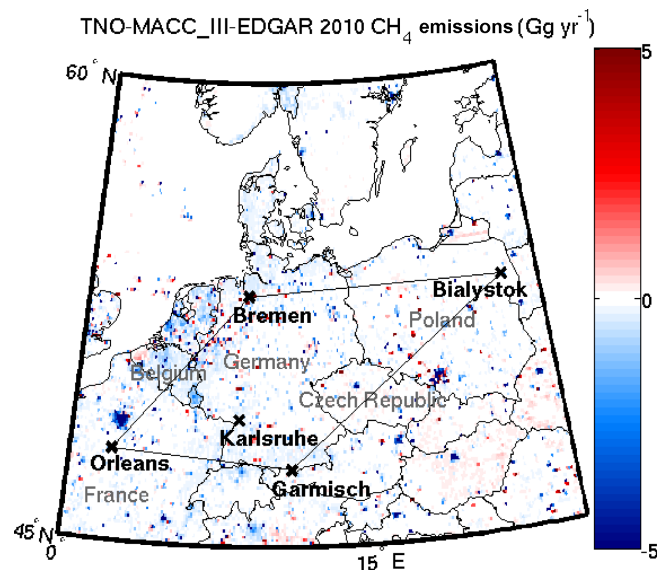 TNO-MACC_III-EDGAR 2010 CH₄ emissions (Gg yr⁻¹)
60° N
5
Bialystok
Bremen
0
Poland
Germany
Belgium
Czech Republic
Karlsruhe
Orleans
Garmisch
France
45° N
0°
15° E
-5